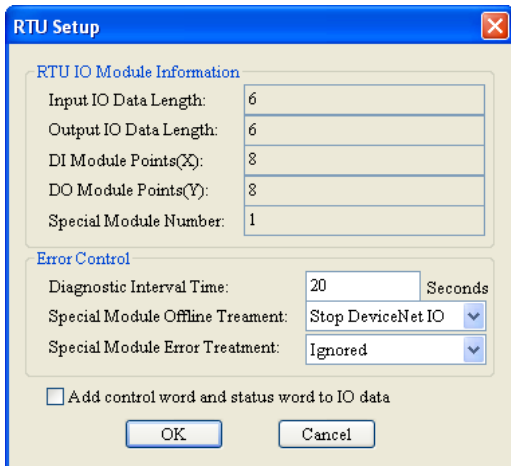 RTU Setup
RTU IO Module Information
Input IO Data Length: 6
Output IO Data Length: 6
DI Module Points(X): 8
DO Module Points(Y): 8
Special Module Number: 1
Error Control
Diagnostic Interval Time: 20 Seconds
Special Module Offline Treament: Stop DeviceNet IO
Special Module Error Treatment: Ignored
Add control word and status word to IO data
OK Cancel